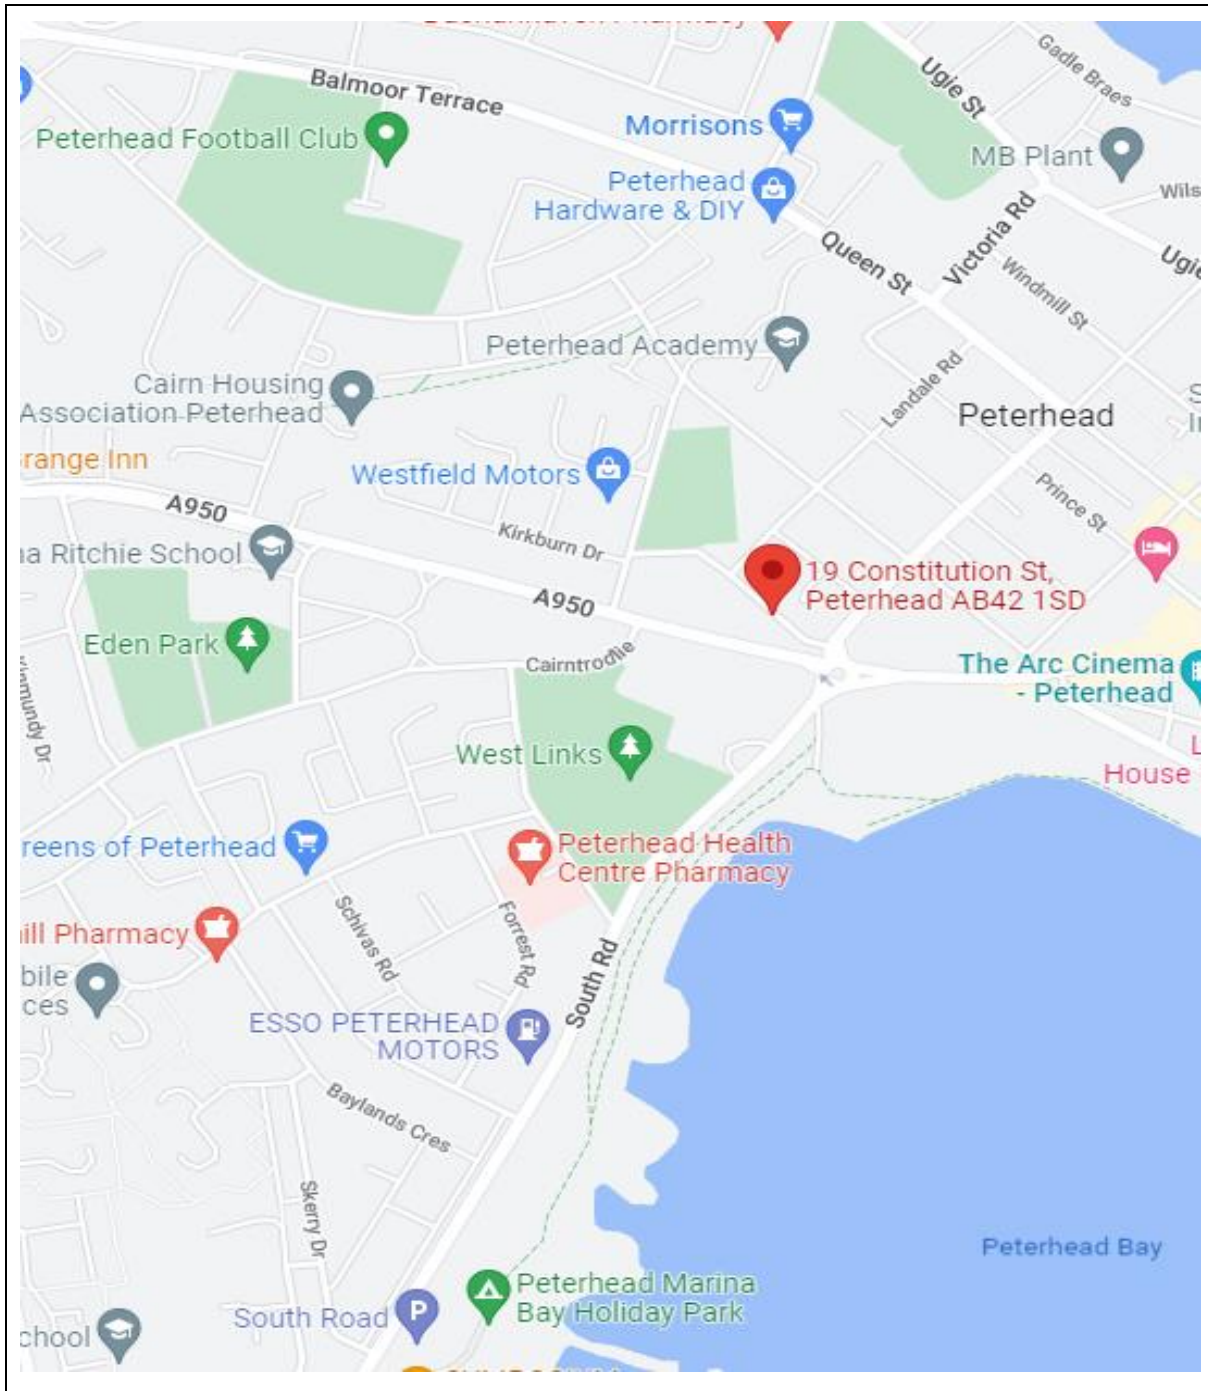 Gadle Braes
Ugie St
Balmoor Terrace
Morrisons
Peterhead Football Club
MB Plant
Peterhead
Hardware & DIY
Victoria Rd
Queen St
Windmill St
Peterhead Academy
Landale Rd
Cairn Housing
Association Peterhead
Peterhead
Westfield Motors
Prince St
A950
Kirkburn Dr
19 Constitution St,
Peterhead AB42 1SD
A950
Eden Park
Cairntrodlie
The Arc Cinema
- Peterhead
West Links
House
Peterhead Health
Centre Pharmacy
Schivas Rd
Forrest Rd
South Rd
ESSO PETERHEAD
MOTORS
Baylands Cres
Skerry Dr
Peterhead Bay
Peterhead Marina
Bay Holiday Park
South Road
P